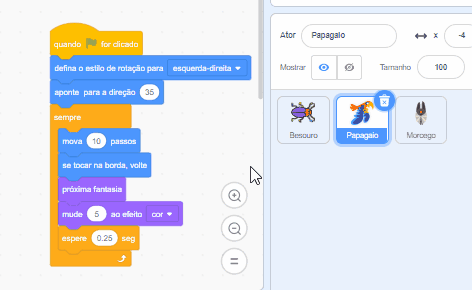 quando for clicado
defina o estilo de rotação para esquerda-direita
aponte para a direção 35
sempre
mova 10 passos
se tocar na borda, volte
próxima fantasia
mude 5 ao efeito cor
espere 0.25 seg
Ator Papagaio x -4
Mostrar Tamanho 100
Besouro Papagaio Morcego